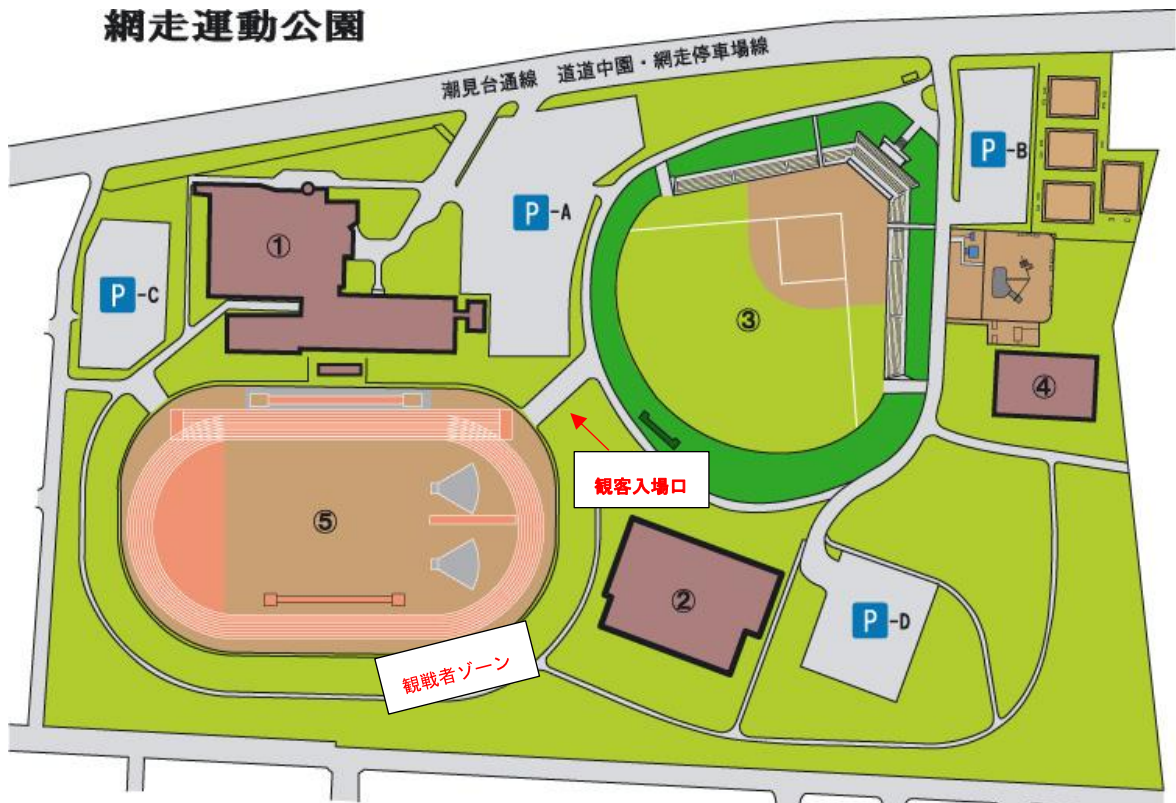 網走運動公園
潮見台通線 道道中園・網走停車場線
P-B
P-A
①
P-C
③
④
観客入場口
⑤
②
P-D
観戦者ゾーン